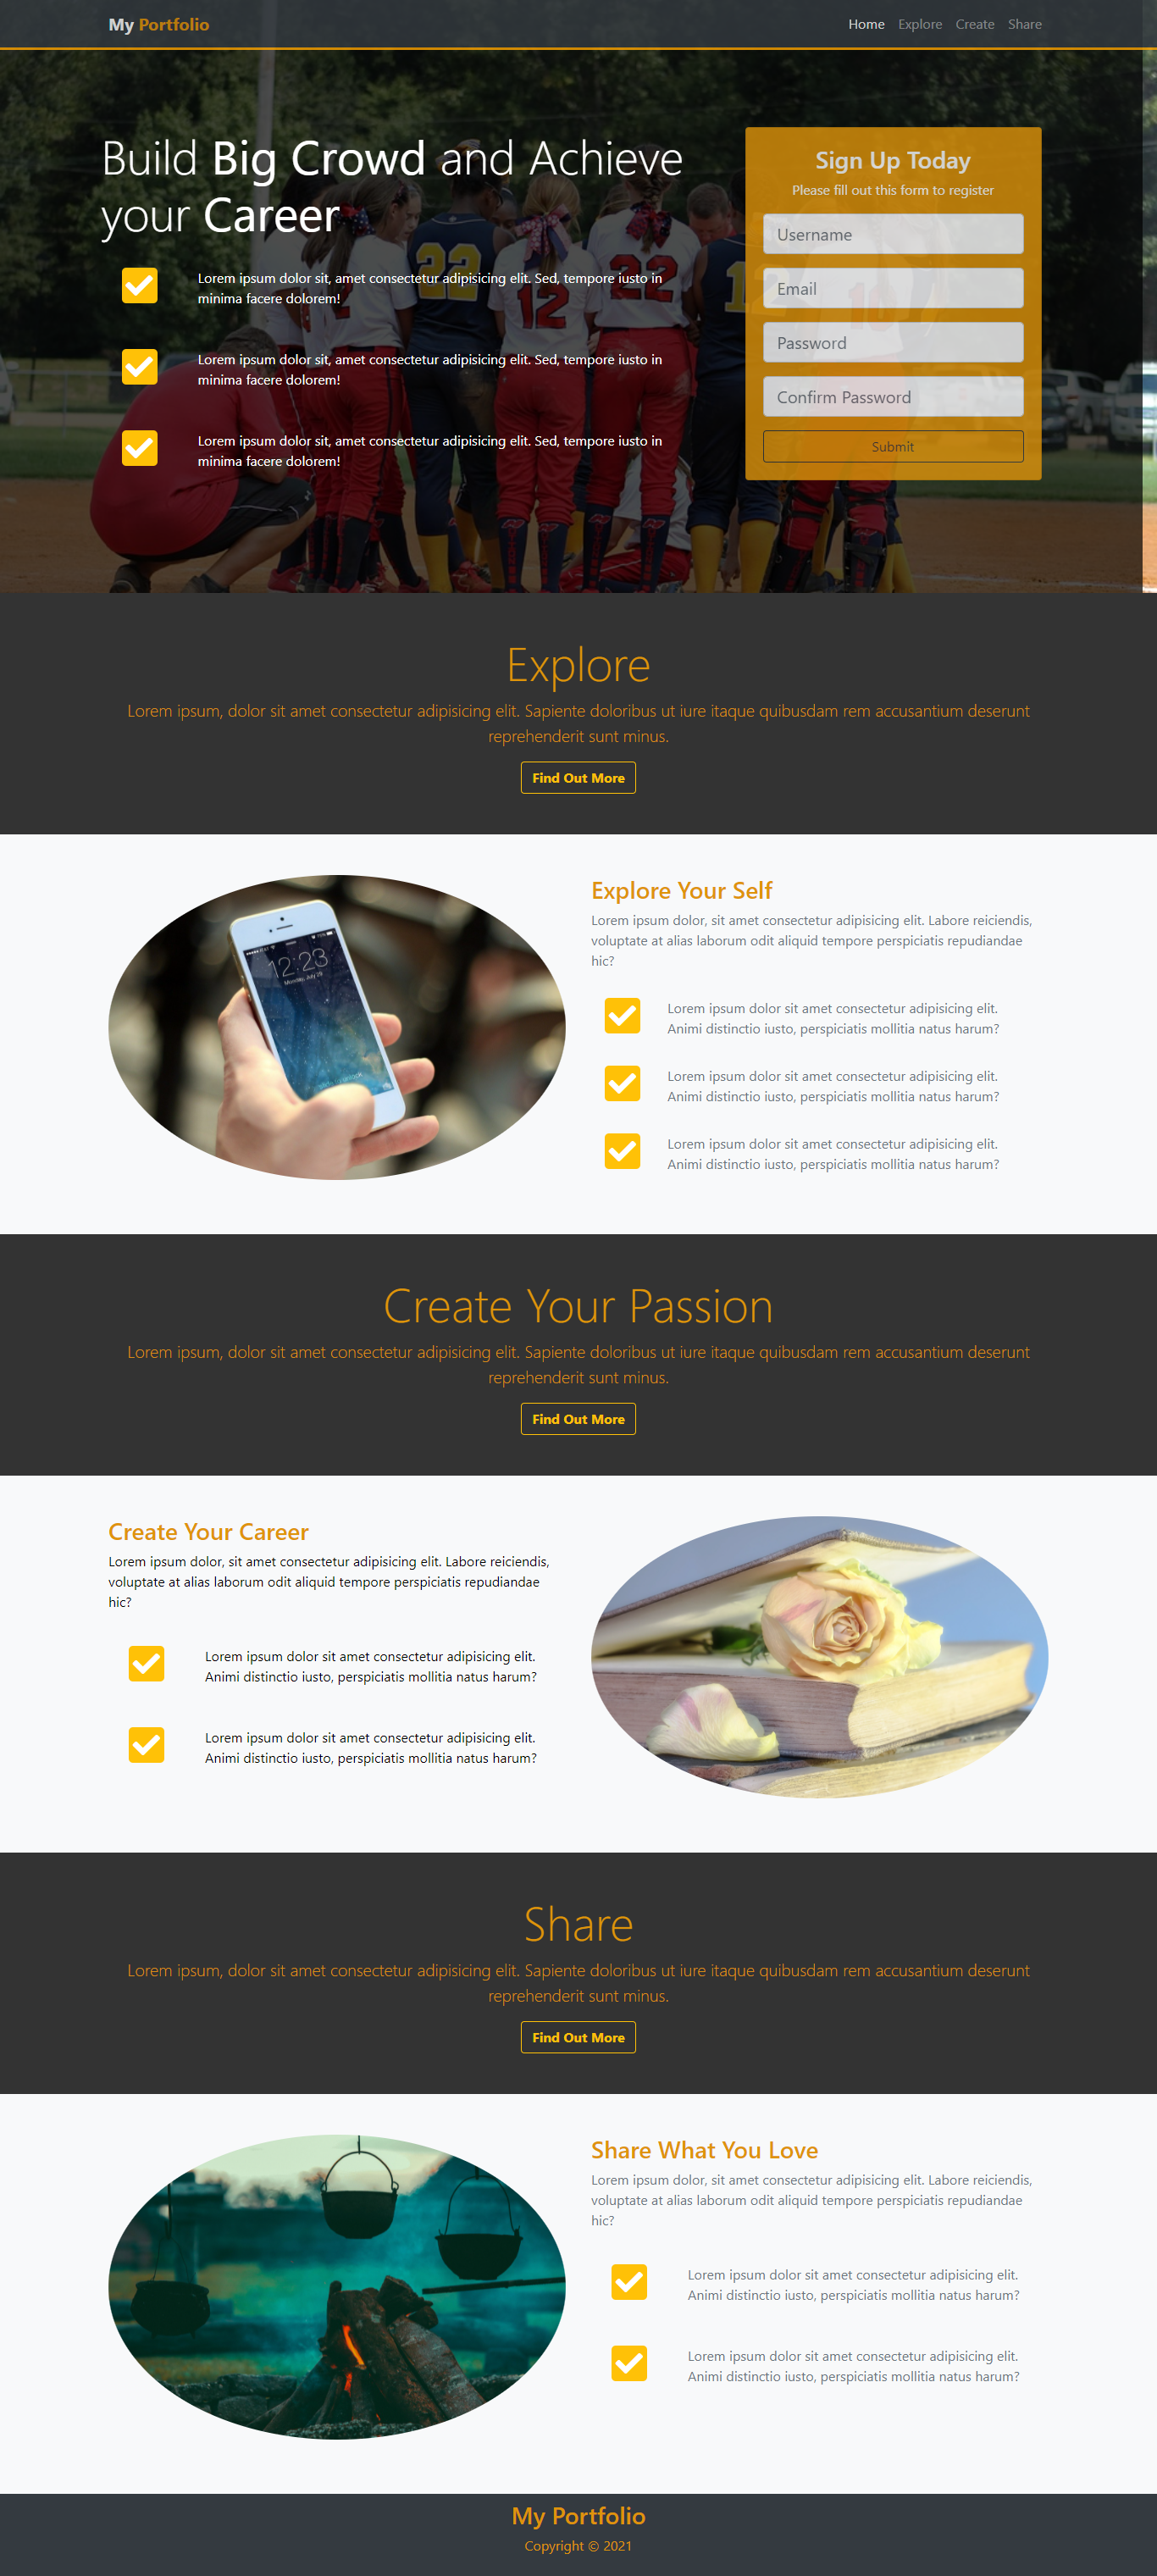 My Portfolio
Home Explore Create Share
Build Big Crowd and Achieve
your Career
Lorem ipsum dolor sit, amet consectetur adipisicing elit. Sed, tempore iusto in
minima facere dolorem!
Lorem ipsum dolor sit, amet consectetur adipisicing elit. Sed, tempore iusto in
minima facere dolorem!
Lorem ipsum dolor sit, amet consectetur adipisicing elit. Sed, tempore iusto in
minima facere dolorem!
22
12
22
10
Sign Up Today
Please fill out this form to register
Username
Email
Password
Confirm Password
Submit
Explore
Lorem ipsum, dolor sit amet consectetur adipisicing elit. Sapiente doloribus ut iure itaque quibusdam rem accusantium deserunt
reprehenderit sunt minus.
Find Out More
12:23
Monday, July 29
Explore Your Self
Lorem ipsum dolor, sit amet consectetur adipisicing elit. Labore reiciendis,
voluptate at alias laborum odit aliquid tempore perspiciatis repudiandae
hic?
Lorem ipsum dolor sit amet consectetur adipisicing elit.
Animi distinctio iusto, perspiciatis mollitia natus harum?
Lorem ipsum dolor sit amet consectetur adipisicing elit.
Animi distinctio iusto, perspiciatis mollitia natus harum?
Lorem ipsum dolor sit amet consectetur adipisicing elit.
Animi distinctio iusto, perspiciatis mollitia natus harum?
Create Your Passion
Lorem ipsum, dolor sit amet consectetur adipisicing elit. Sapiente doloribus ut iure itaque quibusdam rem accusantium deserunt
reprehenderit sunt minus.
Find Out More
Create Your Career
Lorem ipsum dolor, sit amet consectetur adipisicing elit. Labore reiciendis,
voluptate at alias laborum odit aliquid tempore perspiciatis repudiandae
hic?
Lorem ipsum dolor sit amet consectetur adipisicing elit.
Animi distinctio iusto, perspiciatis mollitia natus harum?
Lorem ipsum dolor sit amet consectetur adipisicing elit.
Animi distinctio iusto, perspiciatis mollitia natus harum?
Share
Lorem ipsum, dolor sit amet consectetur adipisicing elit. Sapiente doloribus ut iure itaque quibusdam rem accusantium deserunt
reprehenderit sunt minus.
Find Out More
Share What You Love
Lorem ipsum dolor, sit amet consectetur adipisicing elit. Labore reiciendis,
voluptate at alias laborum odit aliquid tempore perspiciatis repudiandae
hic?
Lorem ipsum dolor sit amet consectetur adipisicing elit.
Animi distinctio iusto, perspiciatis mollitia natus harum?
Lorem ipsum dolor sit amet consectetur adipisicing elit.
Animi distinctio iusto, perspiciatis mollitia natus harum?
My Portfolio
Copyright © 2021